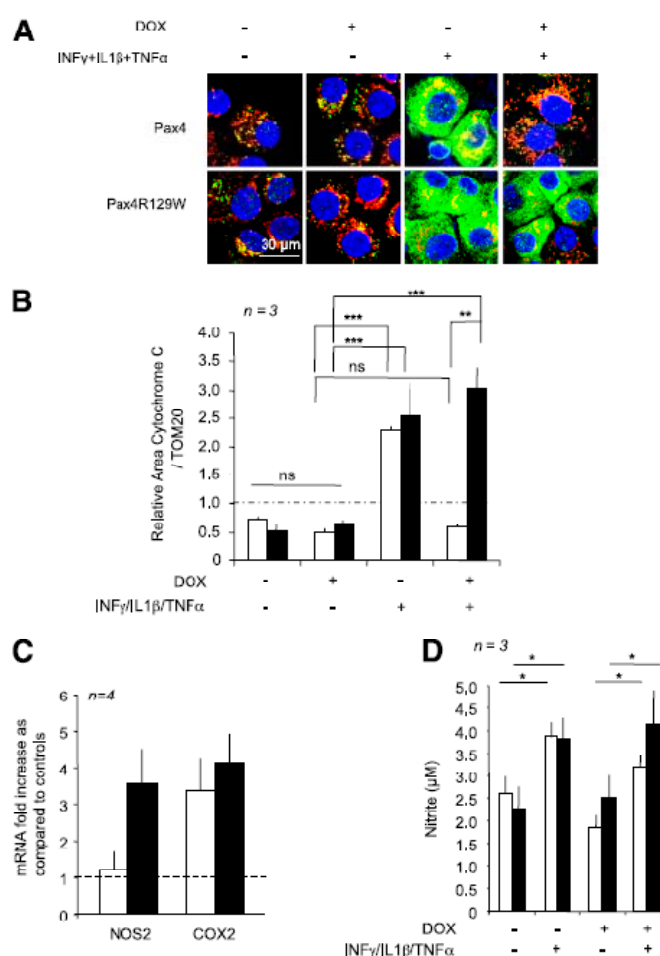 A
DOX - + - +
INFγ+IL1β+TNFα - - + +
Pax4
Pax4R129W
30 µm
B
n = 3
Relative Area Cytochrome C
/ TOM20
4.0
3.5
3.0
2.5
2.0
1.5
1.0
0.5
0
***
***
***
**
ns
ns
DOX - + - +
INFγ/IL1β/TNFα - - + +
C
n=4
mRNA fold increase as
compared to controls
6
5
4
3
2
1
0
NOS2 COX2
D
n = 3
Nitrite (µM)
5,0
4,5
4,0
3,5
3,0
2,5
2,0
1,5
1,0
0,5
0
* * * *
DOX - - + +
INFγ/IL1β/TNFα - + - +